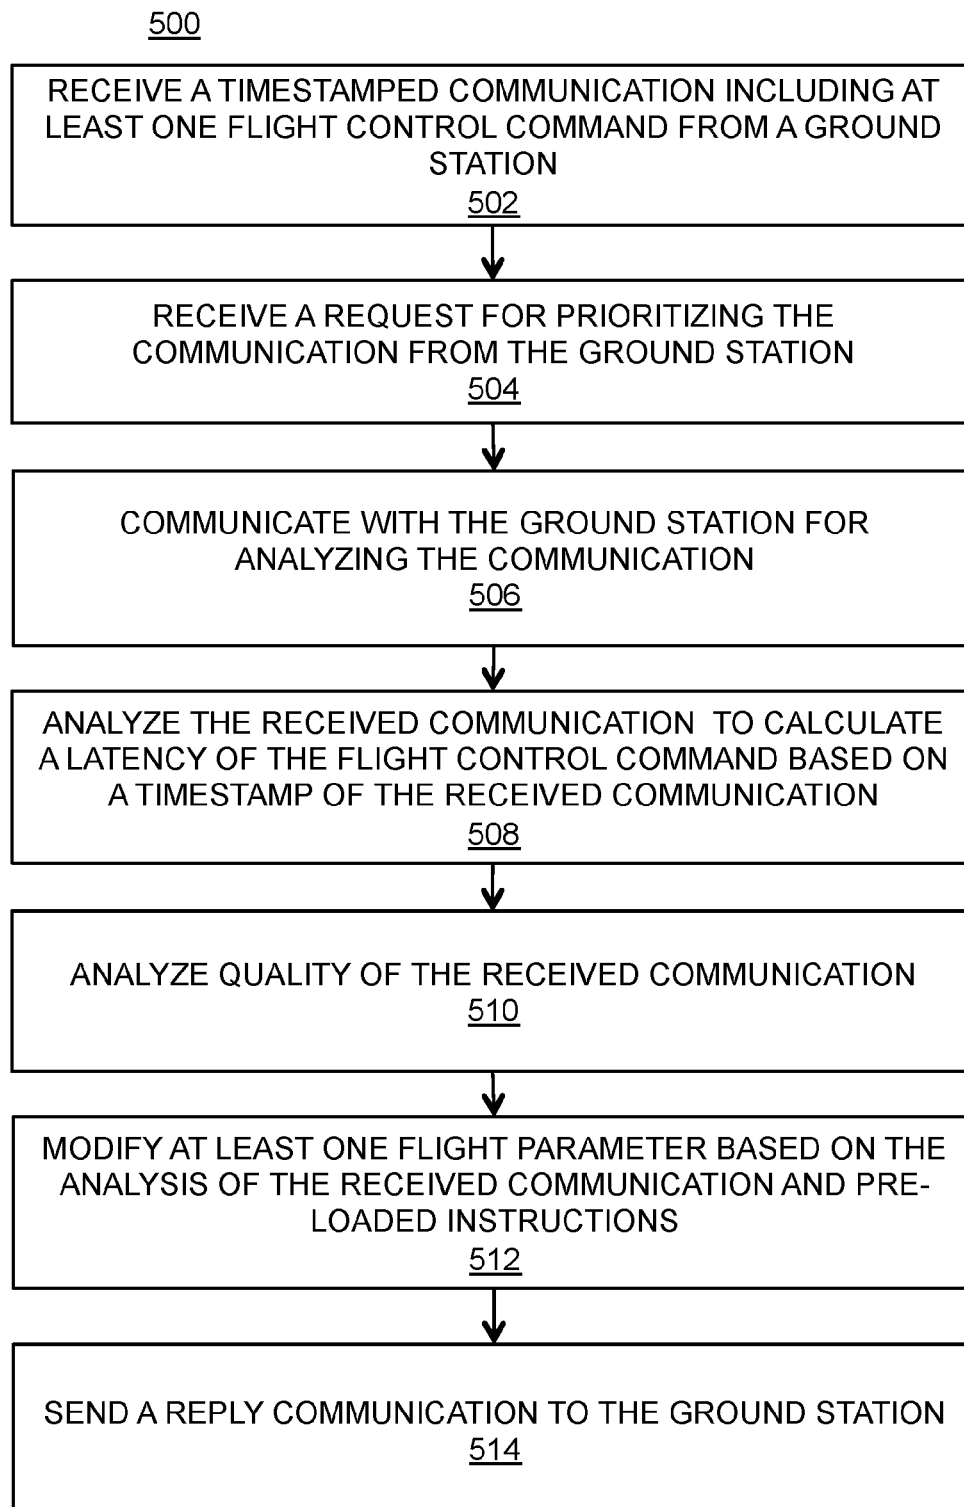 500
RECEIVE A TIMESTAMPED COMMUNICATION INCLUDING AT
LEAST ONE FLIGHT CONTROL COMMAND FROM A GROUND
STATION
502
RECEIVE A REQUEST FOR PRIORITIZING THE
COMMUNICATION FROM THE GROUND STATION
504
COMMUNICATE WITH THE GROUND STATION FOR
ANALYZING THE COMMUNICATION
506
ANALYZE THE RECEIVED COMMUNICATION TO CALCULATE
A LATENCY OF THE FLIGHT CONTROL COMMAND BASED ON
A TIMESTAMP OF THE RECEIVED COMMUNICATION
508
ANALYZE QUALITY OF THE RECEIVED COMMUNICATION
510
MODIFY AT LEAST ONE FLIGHT PARAMETER BASED ON THE
ANALYSIS OF THE RECEIVED COMMUNICATION AND PRE-
LOADED INSTRUCTIONS
512
SEND A REPLY COMMUNICATION TO THE GROUND STATION
514